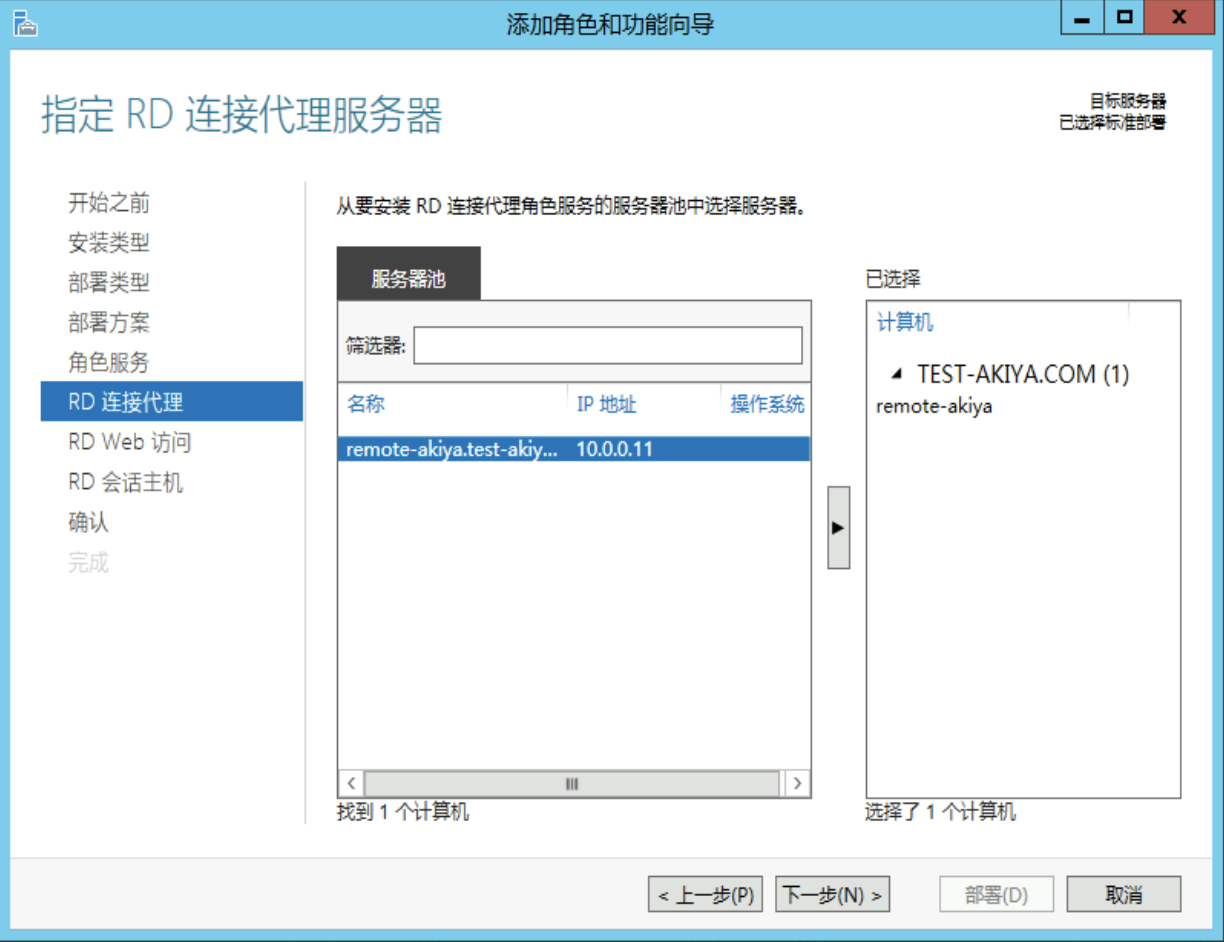 添加角色和功能向导
指定 RD 连接代理服务器
目标服务器
已选择标准部署
开始之前
安装类型
部署类型
部署方案
角色服务
RD 连接代理
RD Web 访问
RD 会话主机
确认
完成
从要安装 RD 连接代理角色服务的服务器池中选择服务器。
服务器池
筛选器:
名称 IP 地址 操作系统
remote-akiya.test-akiy... 10.0.0.11
找到 1 个计算机
已选择
计算机
TEST-AKIYA.COM (1)
remote-akiya
选择了 1 个计算机
< 上一步(P) 下一步(N) > 部署(D) 取消